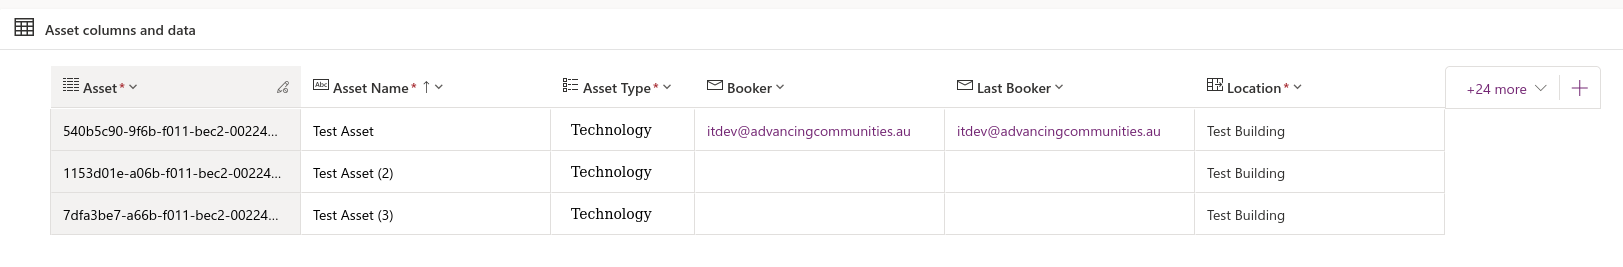 Asset columns and data
Asset* Abc Asset Name* ↑ Asset Type* Booker Last Booker Location* +24 more
540b5c90-9f6b-f011-bec2-00224... Test Asset Technology itdev@advancingcommunities.au itdev@advancingcommunities.au Test Building
1153d01e-a06b-f011-bec2-00224... Test Asset (2) Technology Test Building
7dfa3be7-a66b-f011-bec2-00224... Test Asset (3) Technology Test Building